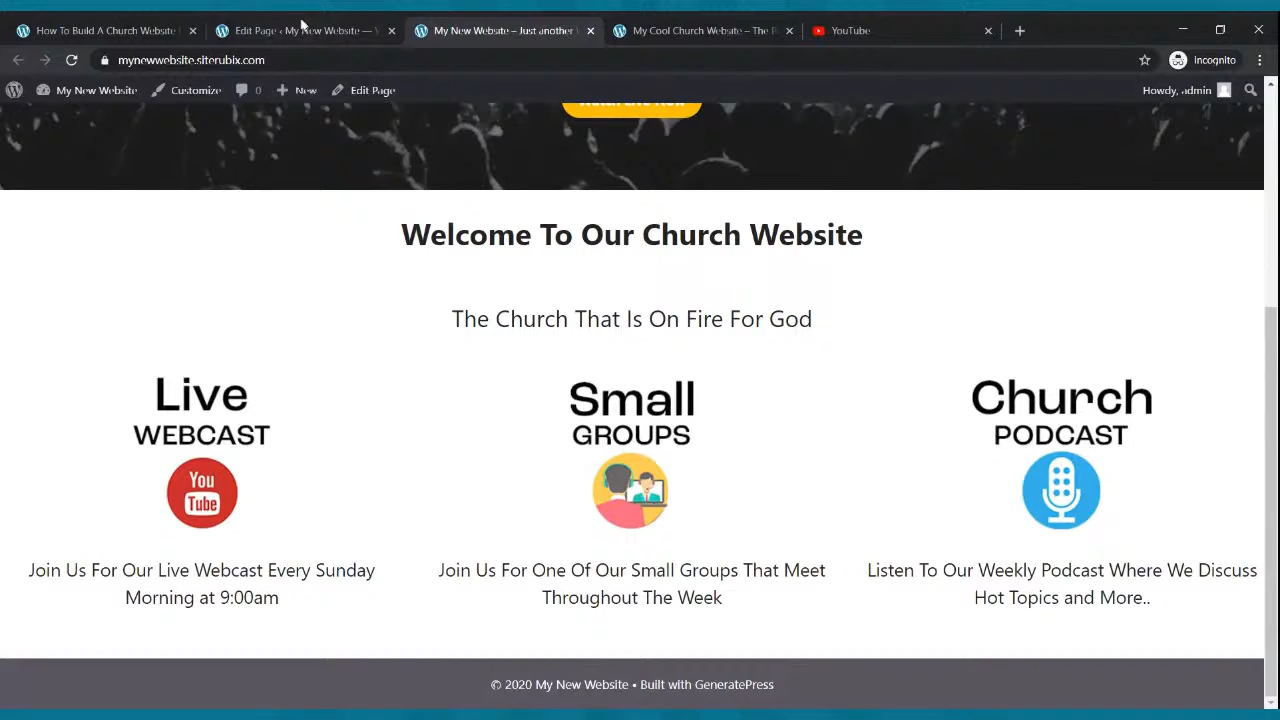 How To Build A Church Website
Edit Page ‹ My New Website —
My New Website – Just another
My Cool Church Website – The
YouTube
mynewwebsite.siterubix.com
Incognito
My New Website
Customize
0
New
Edit Page
Howdy, admin
Watch Live Now
Welcome To Our Church Website
The Church That Is On Fire For God
Live
WEBCAST
You
Tube
Join Us For Our Live Webcast Every Sunday
Morning at 9:00am
Small
GROUPS
Join Us For One Of Our Small Groups That Meet
Throughout The Week
Church
PODCAST
Listen To Our Weekly Podcast Where We Discuss
Hot Topics and More..
© 2020 My New Website • Built with GeneratePress